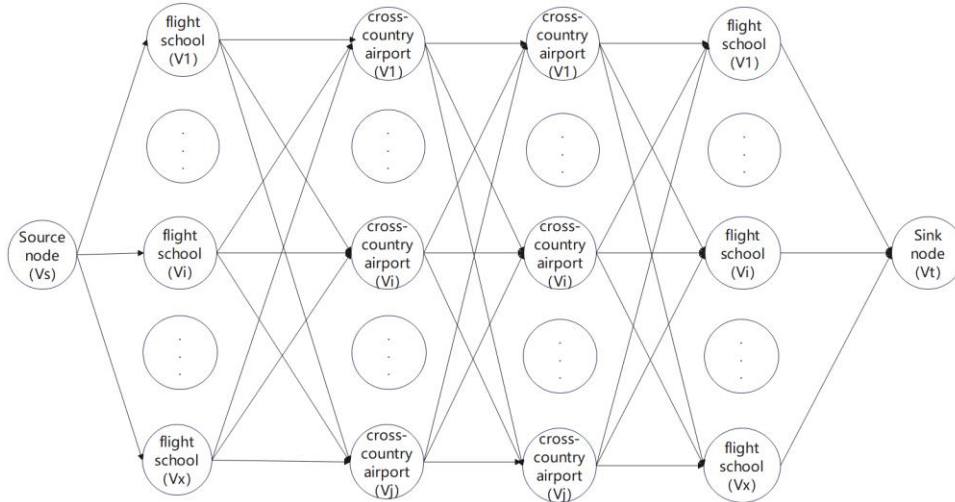 flight
school
(V1)
cross-
country
airport
(V1)
cross-
country
airport
(V1)
flight
school
(V1)
.
.
.
.
.
.
.
.
.
.
.
.
Source
node
(Vs)
flight
school
(Vi)
cross-
country
airport
(Vi)
cross-
country
airport
(Vi)
flight
school
(Vi)
Sink
node
(Vt)
.
.
.
.
.
.
.
.
.
.
.
.
flight
school
(Vx)
cross-
country
airport
(Vj)
cross-
country
airport
(Vj)
flight
school
(Vx)